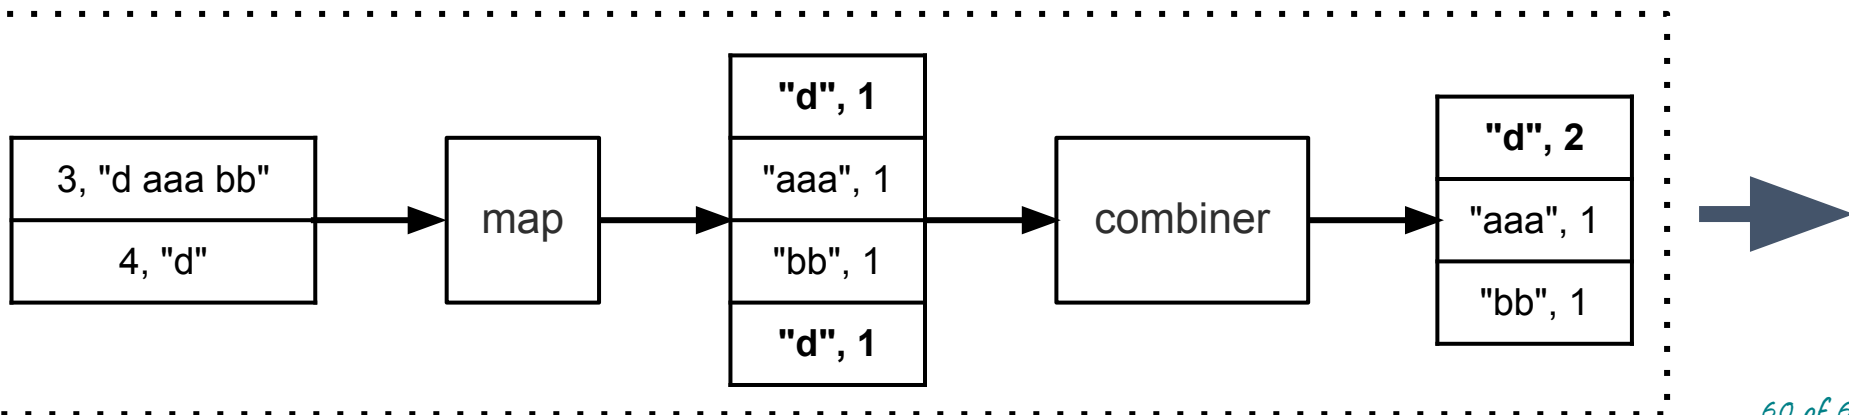 3, "d aaa bb"
4, "d"
map
"d", 1
"aaa", 1
"bb", 1
"d", 1
combiner
"d", 2
"aaa", 1
"bb", 1